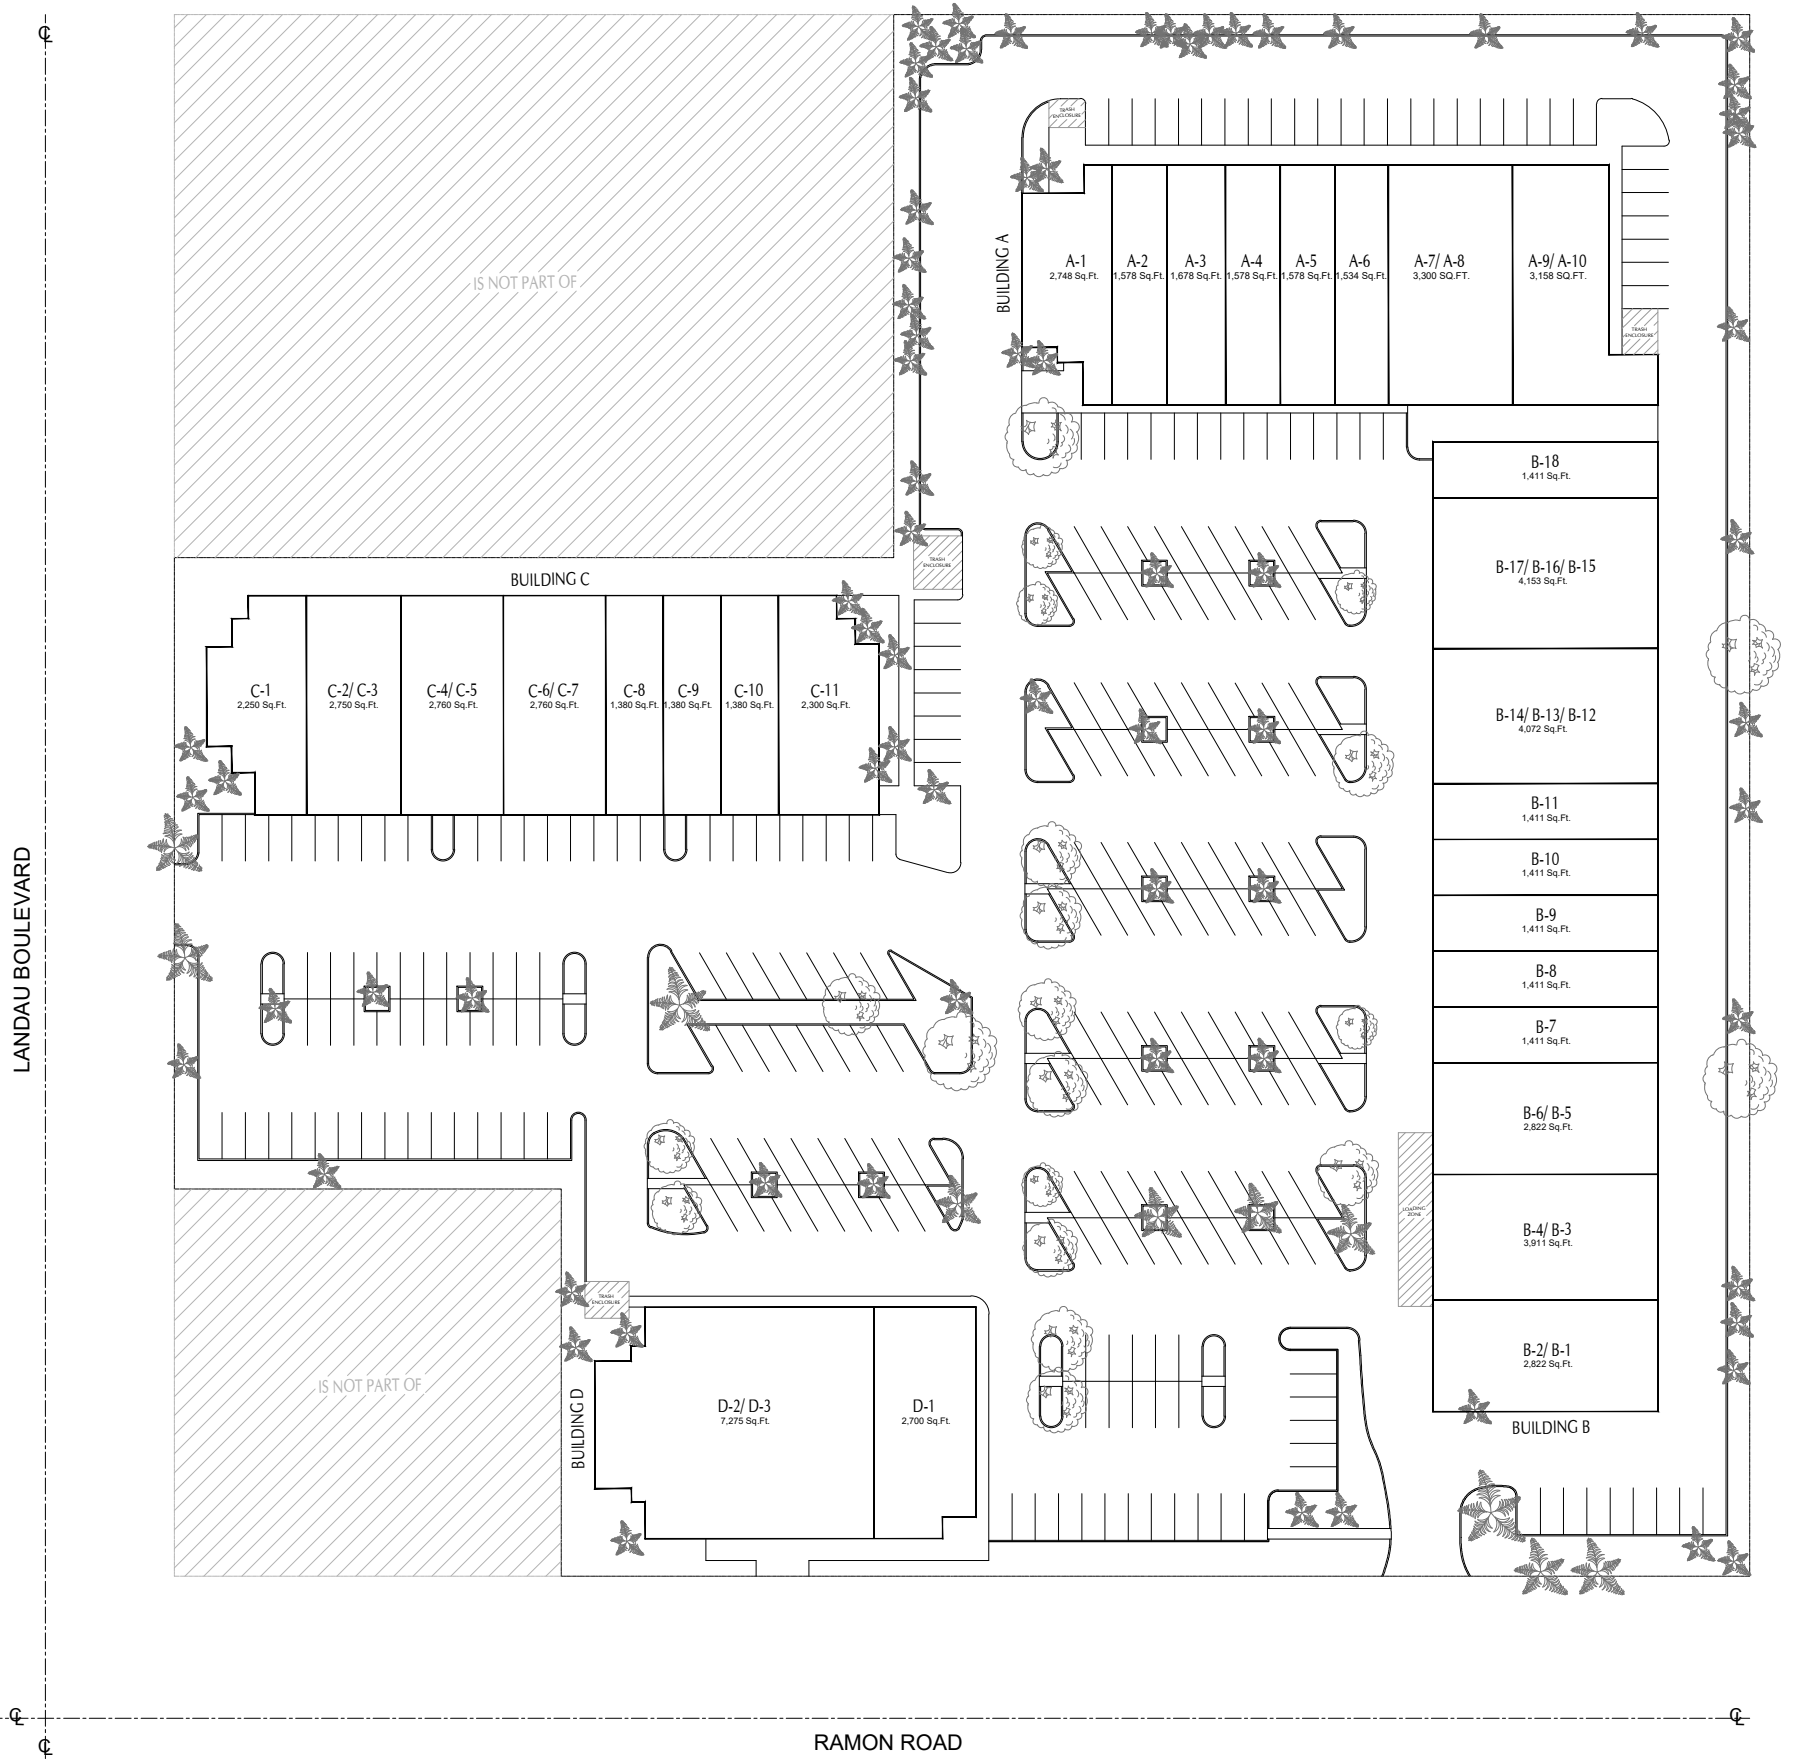 TRASH
ENCLOSURE
BUILDING A
A-1
2,748 Sq.Ft.
A-2
1,578 Sq.Ft.
A-3
1,678 Sq.Ft.
A-4
1,578 Sq.Ft.
A-5
1,578 Sq.Ft.
A-6
1,534 Sq.Ft.
A-7/ A-8
3,300 SQ.FT.
A-9/ A-10
3,158 SQ.FT.
TRASH
ENCLOSURE
IS NOT PART OF
B-18
1,411 Sq.Ft.
B-17/ B-16/ B-15
4,153 Sq.Ft.
B-14/ B-13/ B-12
4,072 Sq.Ft.
B-11
1,411 Sq.Ft.
B-10
1,411 Sq.Ft.
B-9
1,411 Sq.Ft.
B-8
1,411 Sq.Ft.
B-7
1,411 Sq.Ft.
B-6/ B-5
2,822 Sq.Ft.
B-4/ B-3
3,911 Sq.Ft.
B-2/ B-1
2,822 Sq.Ft.
BUILDING B
LOADING
ZONE
TRASH
ENCLOSURE
BUILDING C
C-1
2,250 Sq.Ft.
C-2/ C-3
2,750 Sq.Ft.
C-4/ C-5
2,760 Sq.Ft.
C-6/ C-7
2,760 Sq.Ft.
C-8
1,380 Sq.Ft.
C-9
1,380 Sq.Ft.
C-10
1,380 Sq.Ft.
C-11
2,300 Sq.Ft.
LANDAU BOULEVARD
TRASH
ENCLOSURE
IS NOT PART OF
BUILDING D
D-2/ D-3
7,275 Sq.Ft.
D-1
2,700 Sq.Ft.
℄
℄
℄
℄
RAMON ROAD